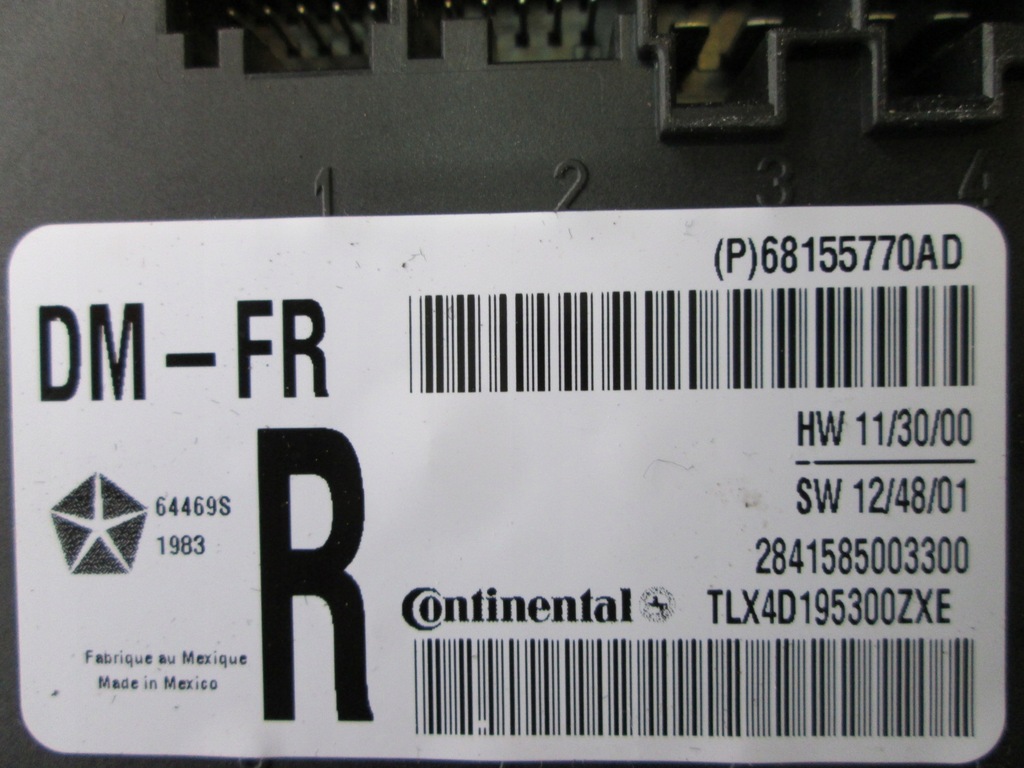 1 2 3 4
(P)68155770AD
DM-FR
HW 11/30/00
SW 12/48/01
64469S
1983
R
2841585003300
Continental
TLX4D195300ZXE
Fabrique au Mexique
Made in Mexico